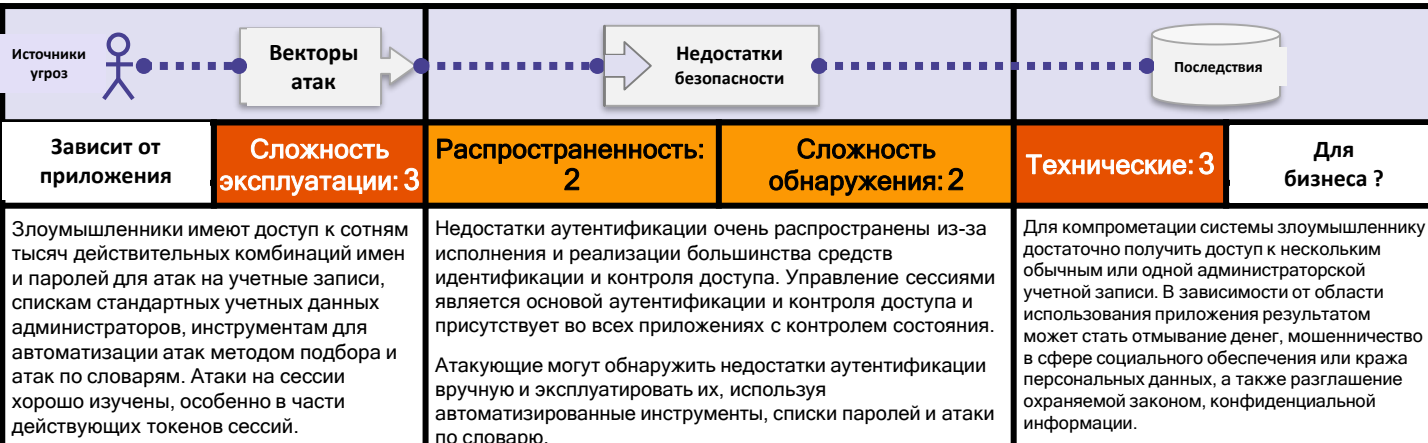 Источники
угроз
Векторы
атак
Недостатки
безопасности
Последствия
Зависит от
приложения
Сложность
эксплуатации: 3
Распространенность:
2
Сложность
обнаружения: 2
Технические: 3
Для
бизнеса ?
Злоумышленники имеют доступ к сотням
тысяч действительных комбинаций имен
и паролей для атак на учетные записи,
спискам стандартных учетных данных
администраторов, инструментам для
автоматизации атак методом подбора и
атак по словарям. Атаки на сессии
хорошо изучены, особенно в части
действующих токенов сессий.
Недостатки аутентификации очень распространены из-за
исполнения и реализации большинства средств
идентификации и контроля доступа. Управление сессиями
является основой аутентификации и контроля доступа и
присутствует во всех приложениях с контролем состояния.
Атакующие могут обнаружить недостатки аутентификации
вручную и эксплуатировать их, используя
автоматизированные инструменты, списки паролей и атаки
по словарю.
Для компрометации системы злоумышленнику
достаточно получить доступ к нескольким
обычным или одной администраторской
учетной записи. В зависимости от области
использования приложения результатом
может стать отмывание денег, мошенничество
в сфере социального обеспечения или кража
персональных данных, а также разглашение
охраняемой законом, конфиденциальной
информации.